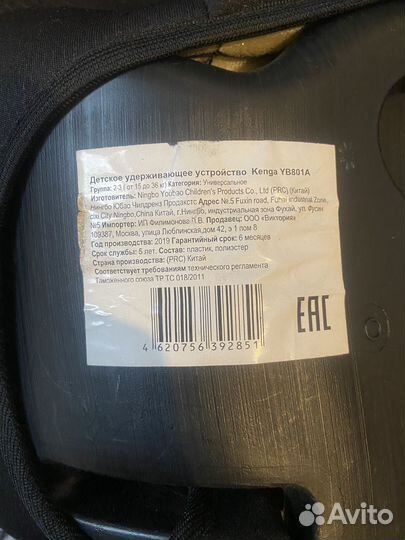 Детское удерживающее устройство Kenga YB801A
Группа: 2-3 ( от 15 до 36 кг) Категория: Универсальное
Изготовитель: Ningbo Youbao Children's Products Co., Ltd (PRC) (Китай)
Нингбо Юбао Чилдренз Продактс Адрес №.5 Fuxin road, Fuhai Industrial Zone,
cixi City,Ningbo,China Китай, г.Нингбо, индустриальная зона Фухай, ул. Фусин
№5 Импортер: ИП Филимонова Л.В. Продавец: ООО «Виктория»
109387, Москва, улица Люблинская,дом 42, э 1 пом 8
Год производства: 2019 Гарантийный срок: 6 месяцев
Срок службы: 5 лет. Состав: пластик, полиэстер
Страна производства: (PRC) Китай
Соответствует требованиям технического регламента
Таможенного союза ТР ТС 018/2011
4 620756 392851
EAC
Avito